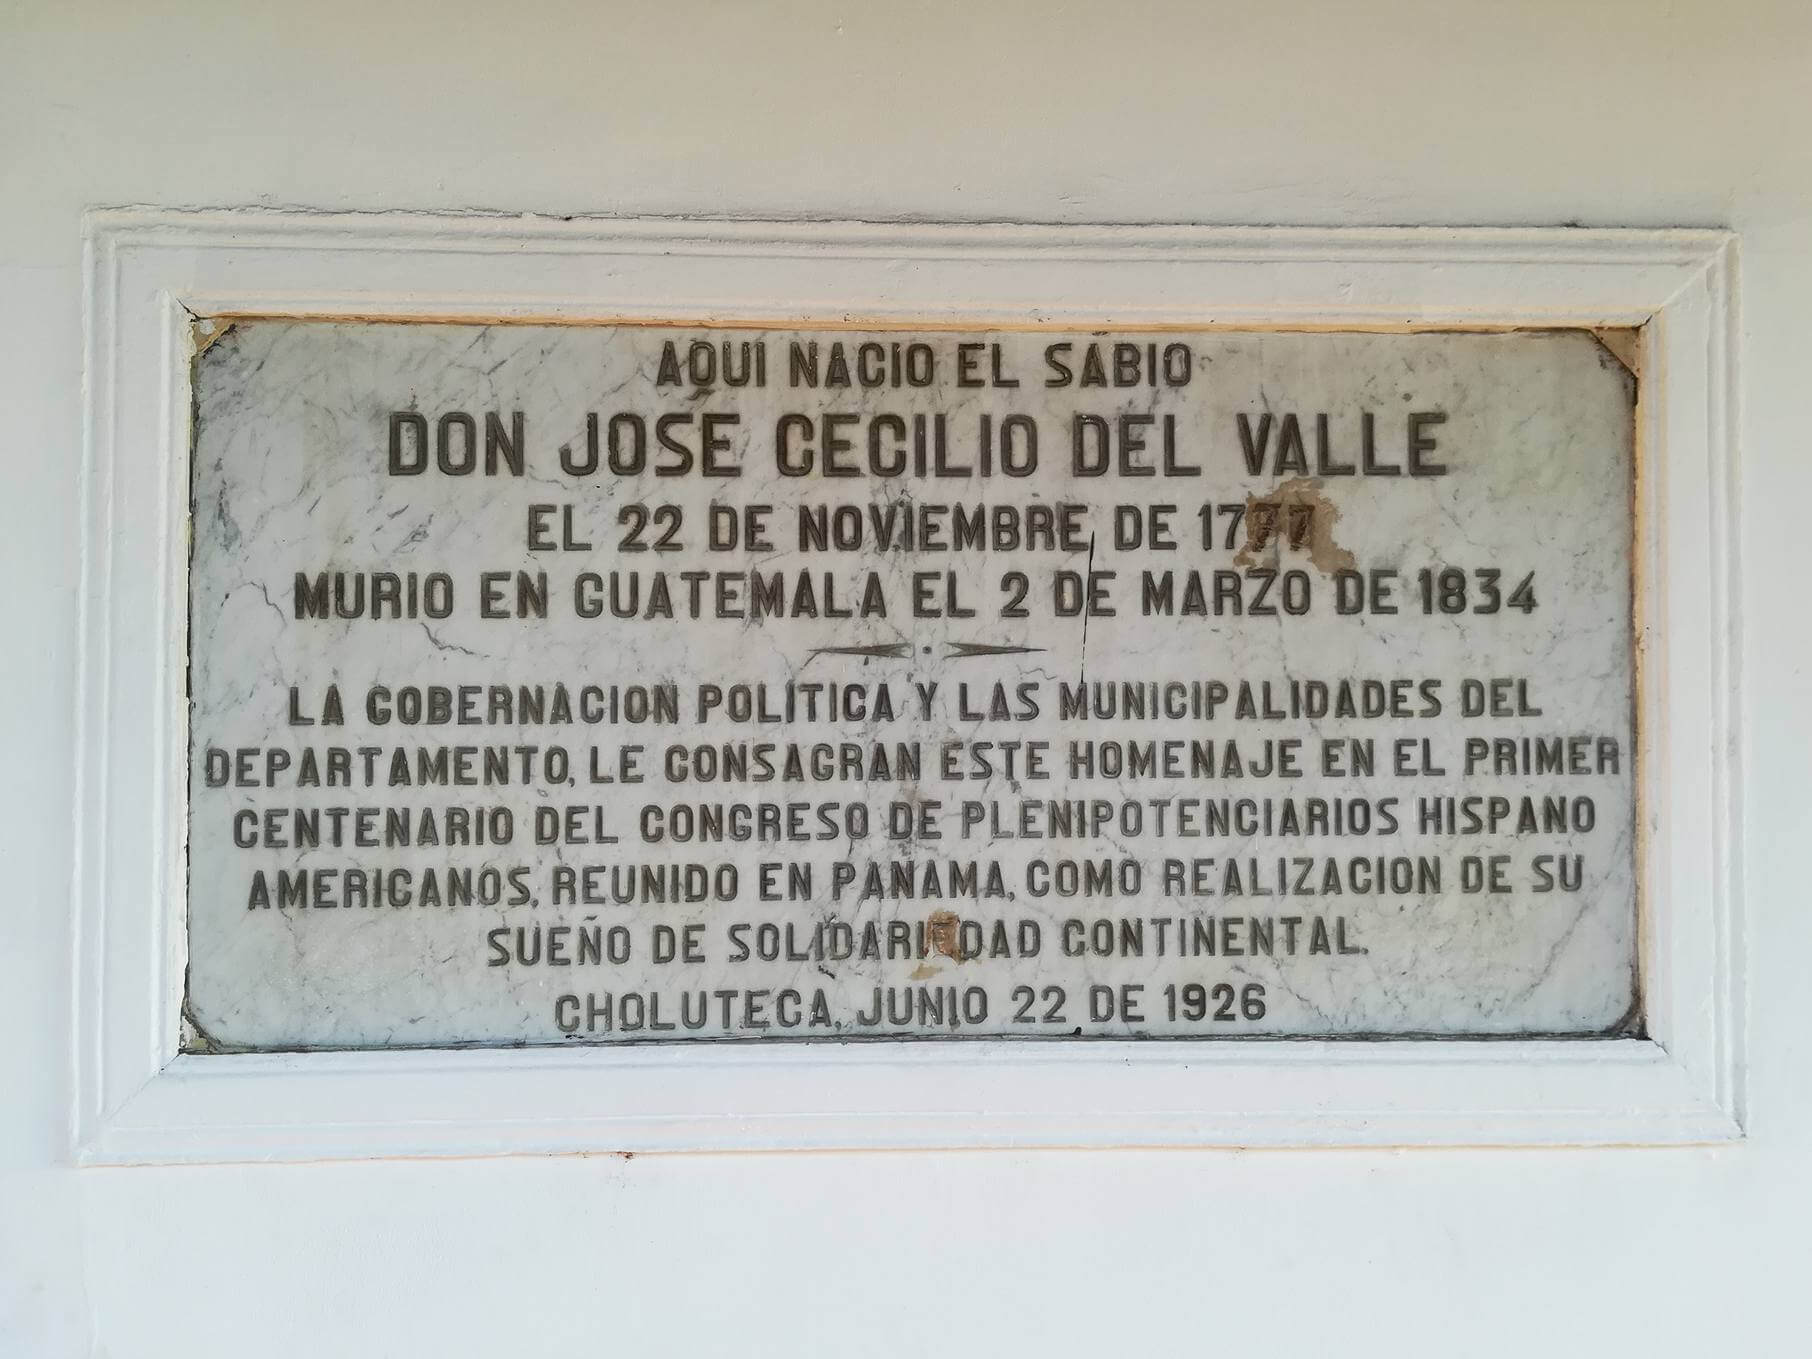 AQUI NACIO EL SABIO
DON JOSE CECILIO DEL VALLE
EL 22 DE NOVIEMBRE DE 1777
MURIO EN GUATEMALA EL 2 DE MARZO DE 1834
LA GOBERNACION POLITICA Y LAS MUNICIPALIDADES DEL
DEPARTAMENTO, LE CONSAGRAN ESTE HOMENAJE EN EL PRIMER
CENTENARIO DEL CONGRESO DE PLENIPOTENCIARIOS HISPANO
AMERICANOS, REUNIDO EN PANAMA, COMO REALIZACION DE SU
SUEÑO DE SOLIDARIDAD CONTINENTAL.
CHOLUTECA, JUNIO 22 DE 1926